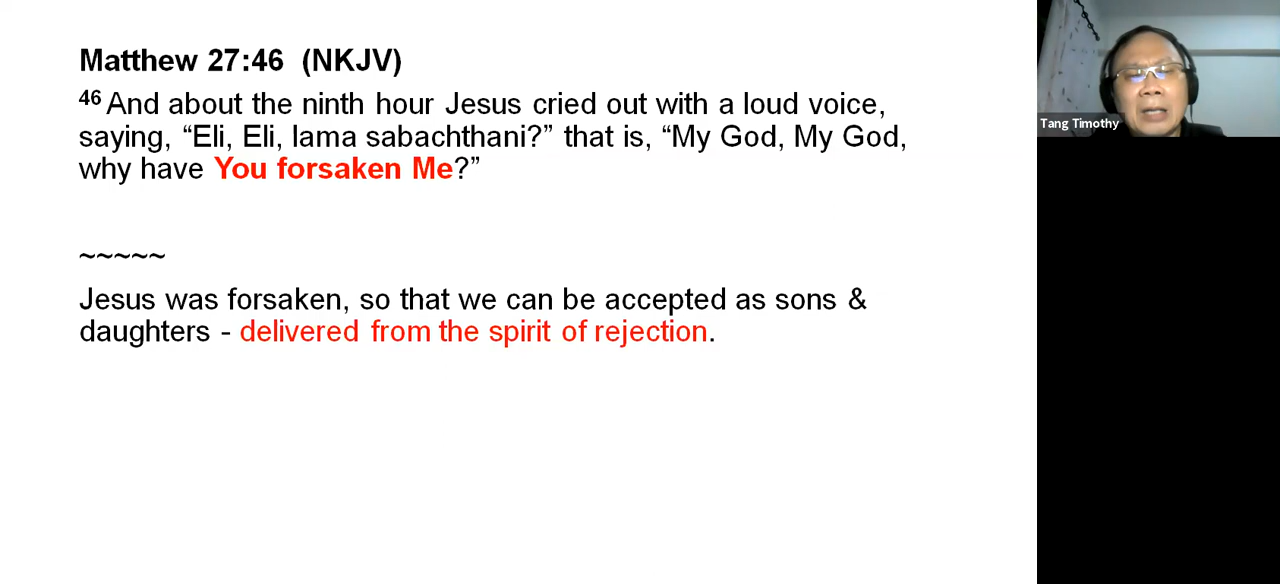 Matthew 27:46 (NKJV)
46 And about the ninth hour Jesus cried out with a loud voice,
saying, “Eli, Eli, lama sabachthani?” that is, “My God, My God,
why have You forsaken Me?”
~~~~~
Jesus was forsaken, so that we can be accepted as sons &
daughters - delivered from the spirit of rejection.
Tang Timothy